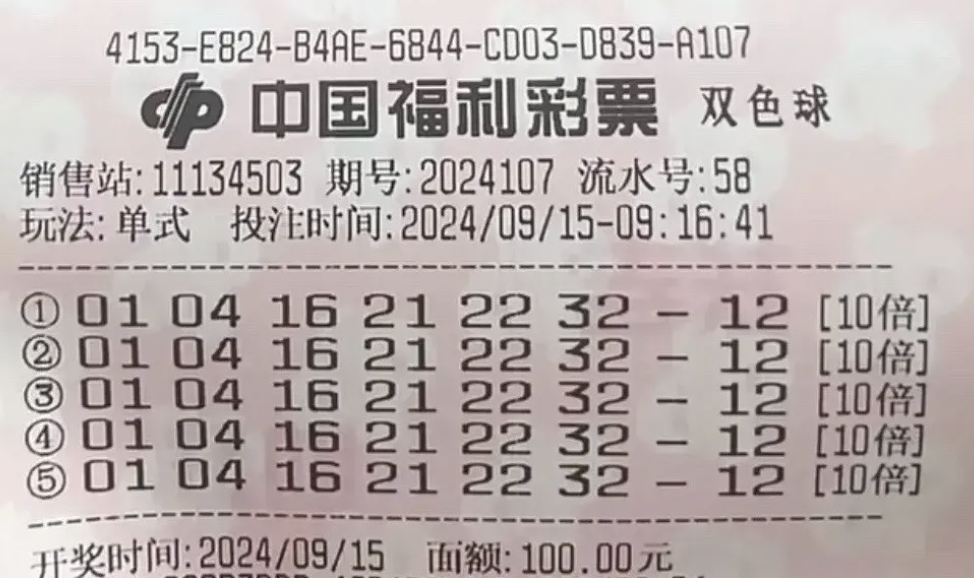 4153-E824-B4AE-6844-CD03-D839-A107
中国福利彩票 双色球
销售站:11134503 期号:2024107 流水号:58
玩法:单式 投注时间:2024/09/15-09:16:41
① 01 04 16 21 22 32 - 12 [10倍]
② 01 04 16 21 22 32 - 12 [10倍]
③ 01 04 16 21 22 32 - 12 [10倍]
④ 01 04 16 21 22 32 - 12 [10倍]
⑤ 01 04 16 21 22 32 - 12 [10倍]
开奖时间:2024/09/15 面额:100.00元